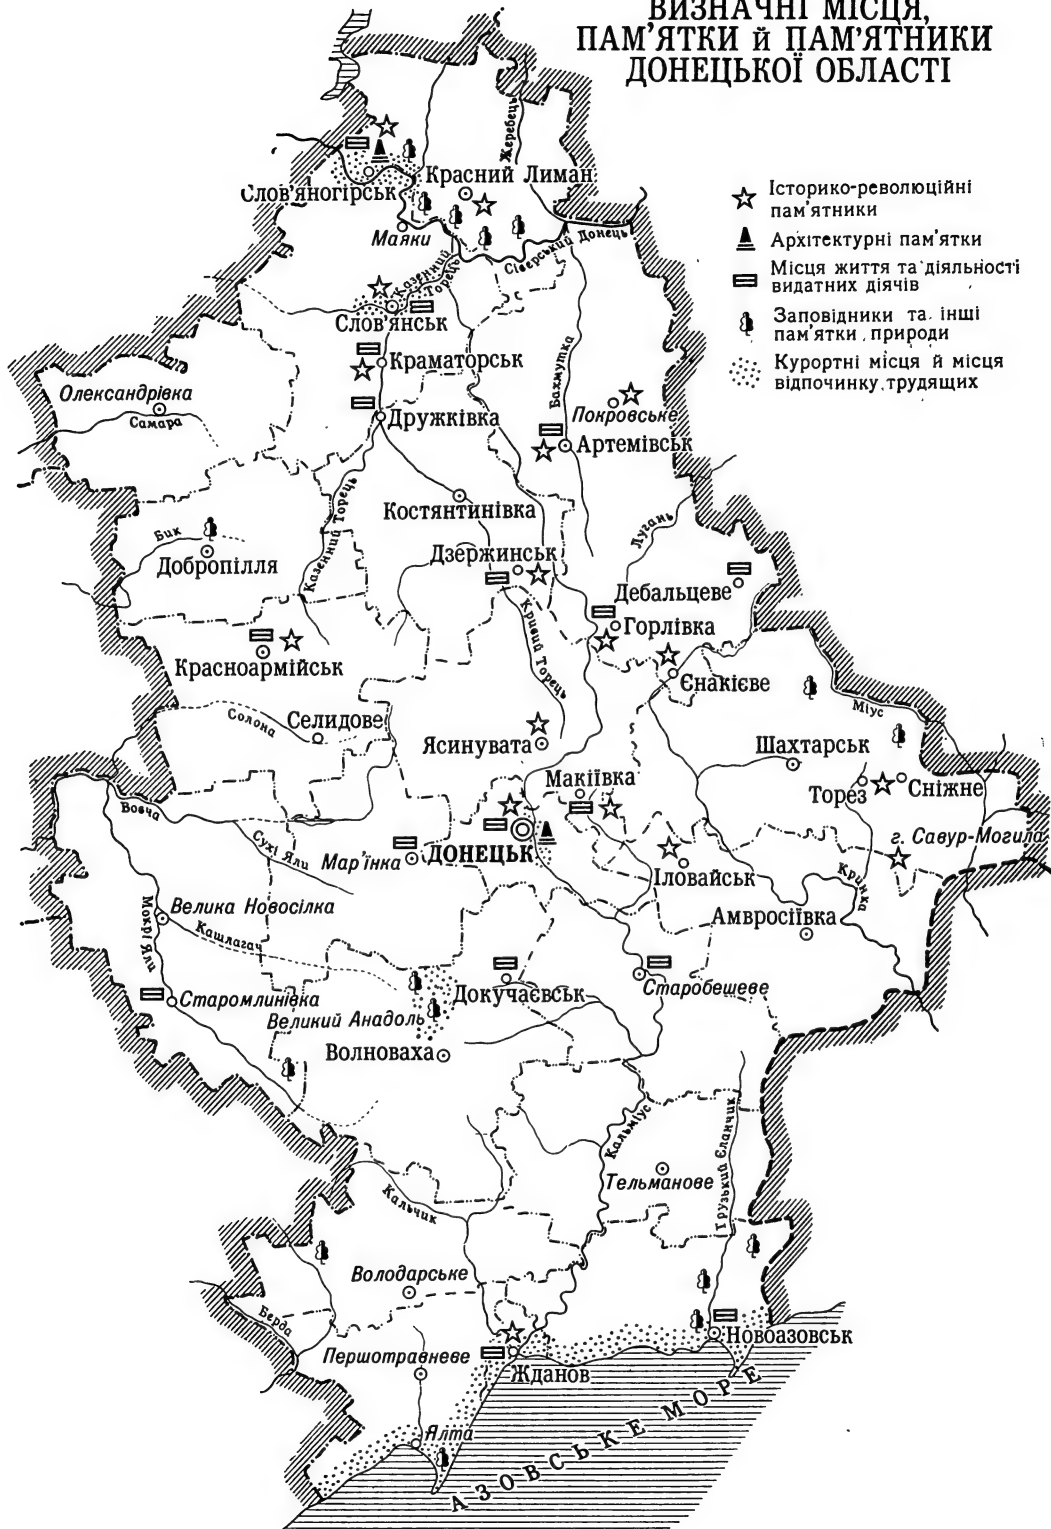 ВИЗНАЧНІ МІСЦЯ,
ПАМ'ЯТКИ Й ПАМ'ЯТНИКИ
ДОНЕЦЬКОЇ ОБЛАСТІ
Історико-революційні
пам'ятники
Архітектурні пам'ятки
Місця життя та діяльності
видатних діячів
Заповідники та інші
пам'ятки природи
Курортні місця й місця
відпочинку трудящих
Жеребець
Красний Лиман
Слов'яногірськ
Маяки
Сіверський Донець
Казенний
Торець
Слов'янськ
Краматорськ
Олександрівка
Самара
Дружківка
Бахмутка
Покровське
Артемівськ
Костянтинівка
Казенний Торець
Лугань
Бик
Добропілля
Дзержинськ
Дебальцеве
Кривий Торець
Горлівка
Красноармійськ
Єнакієве
Міус
Солона
Селидове
Ясинувата
Шахтарськ
Макіївка
Торез
Сніжне
Вовча
Сухі Яли
Мар'їнка
ДОНЕЦЬК
г. Савур-Могила
Іловайськ
Кринка
Мокрі Яли
Велика Новосілка
Кашлагач
Амвросіївка
Старомлинівка
Докучаєвськ
Старобешеве
Великий Анадоль
Волноваха
Кальміус
Грузький Єланчик
Тельманове
Кальчик
Володарське
Берда
Першотравневе
Жданов
Новоазовськ
Ялта
АЗОВСЬКЕ МОРЕ